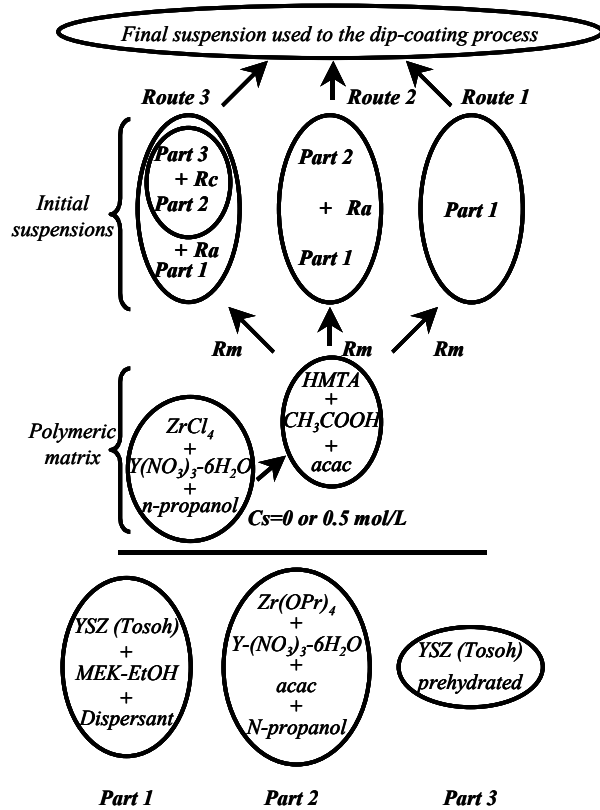 Final suspension used to the dip-coating process
Route 3
Route 2
Route 1
Initial
suspensions
Part 3
+ Rc
Part 2
+ Ra
Part 1
Part 2
+ Ra
Part 1
Part 1
Rm
Rm
Rm
Polymeric
matrix
ZrCl₄
+
Y(NO₃)₃-6H₂O
+
n-propanol
HMTA
+
CH₃COOH
+
acac
Cs=0 or 0.5 mol/L
YSZ (Tosoh)
+
MEK-EtOH
+
Dispersant
Zr(OPr)₄
+
Y-(NO₃)₃-6H₂O
+
acac
+
N-propanol
YSZ (Tosoh)
prehydrated
Part 1
Part 2
Part 3